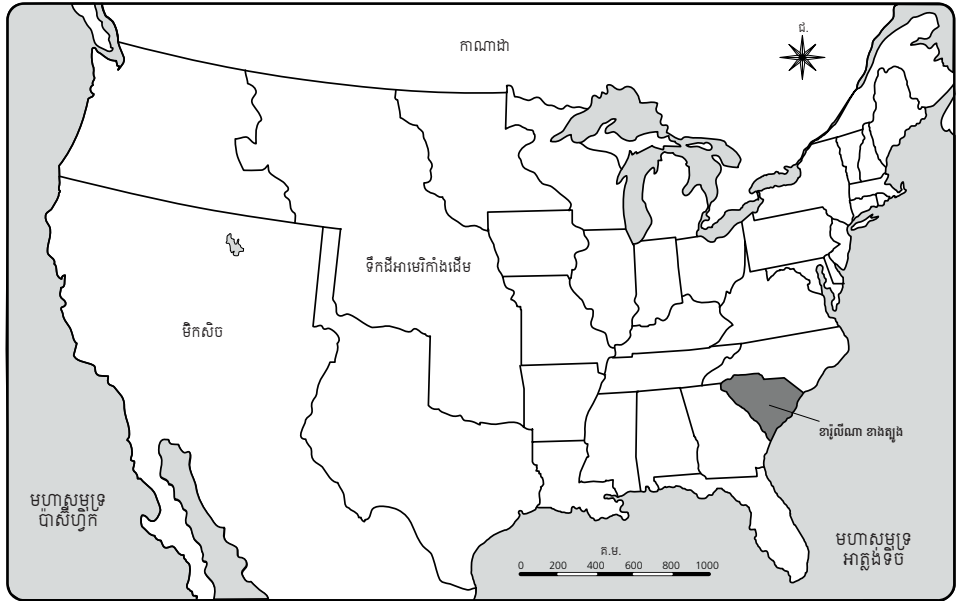 កាណាដា
ជ.
ទឹកដីអាមេរិកាំងដើម
ម៉ិកសិច
ខារ៉ូលីណា ខាងត្បូង
មហាសមុទ្រ
ប៉ាស៊ីហ្វិក
មហាសមុទ្រ
អាត្លង់ទិច
គ.ម.
0 200 400 600 800 1000